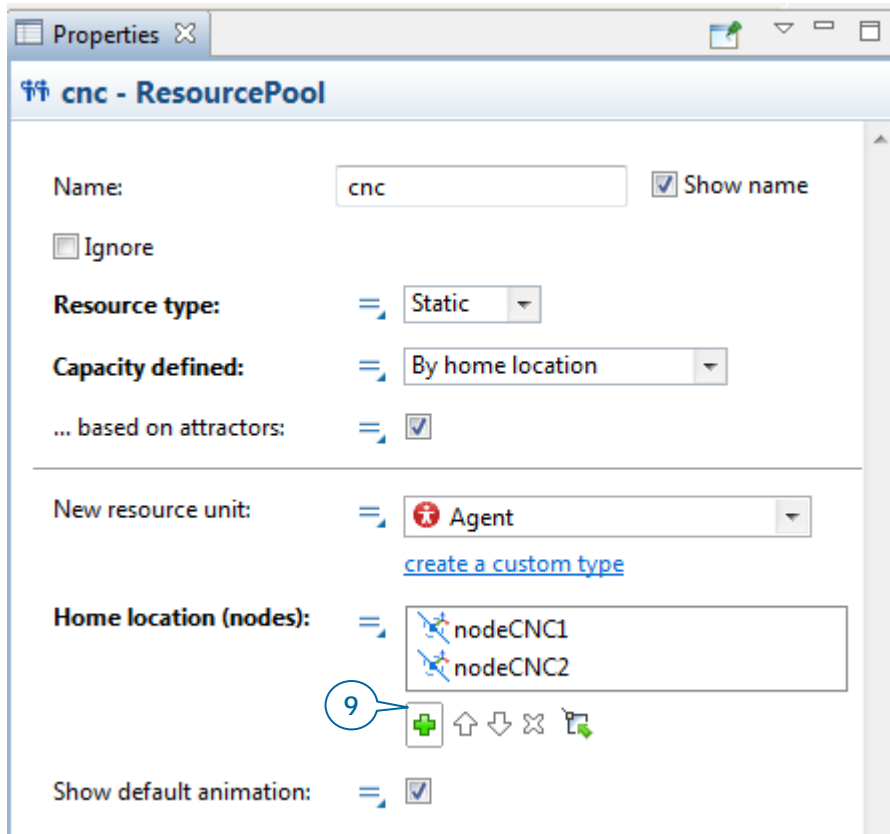 Properties
cnc - ResourcePool
Name: cnc Show name
Ignore
Resource type: Static
Capacity defined: By home location
... based on attractors:
New resource unit: Agent
create a custom type
Home location (nodes): nodeCNC1
nodeCNC2
9
Show default animation: